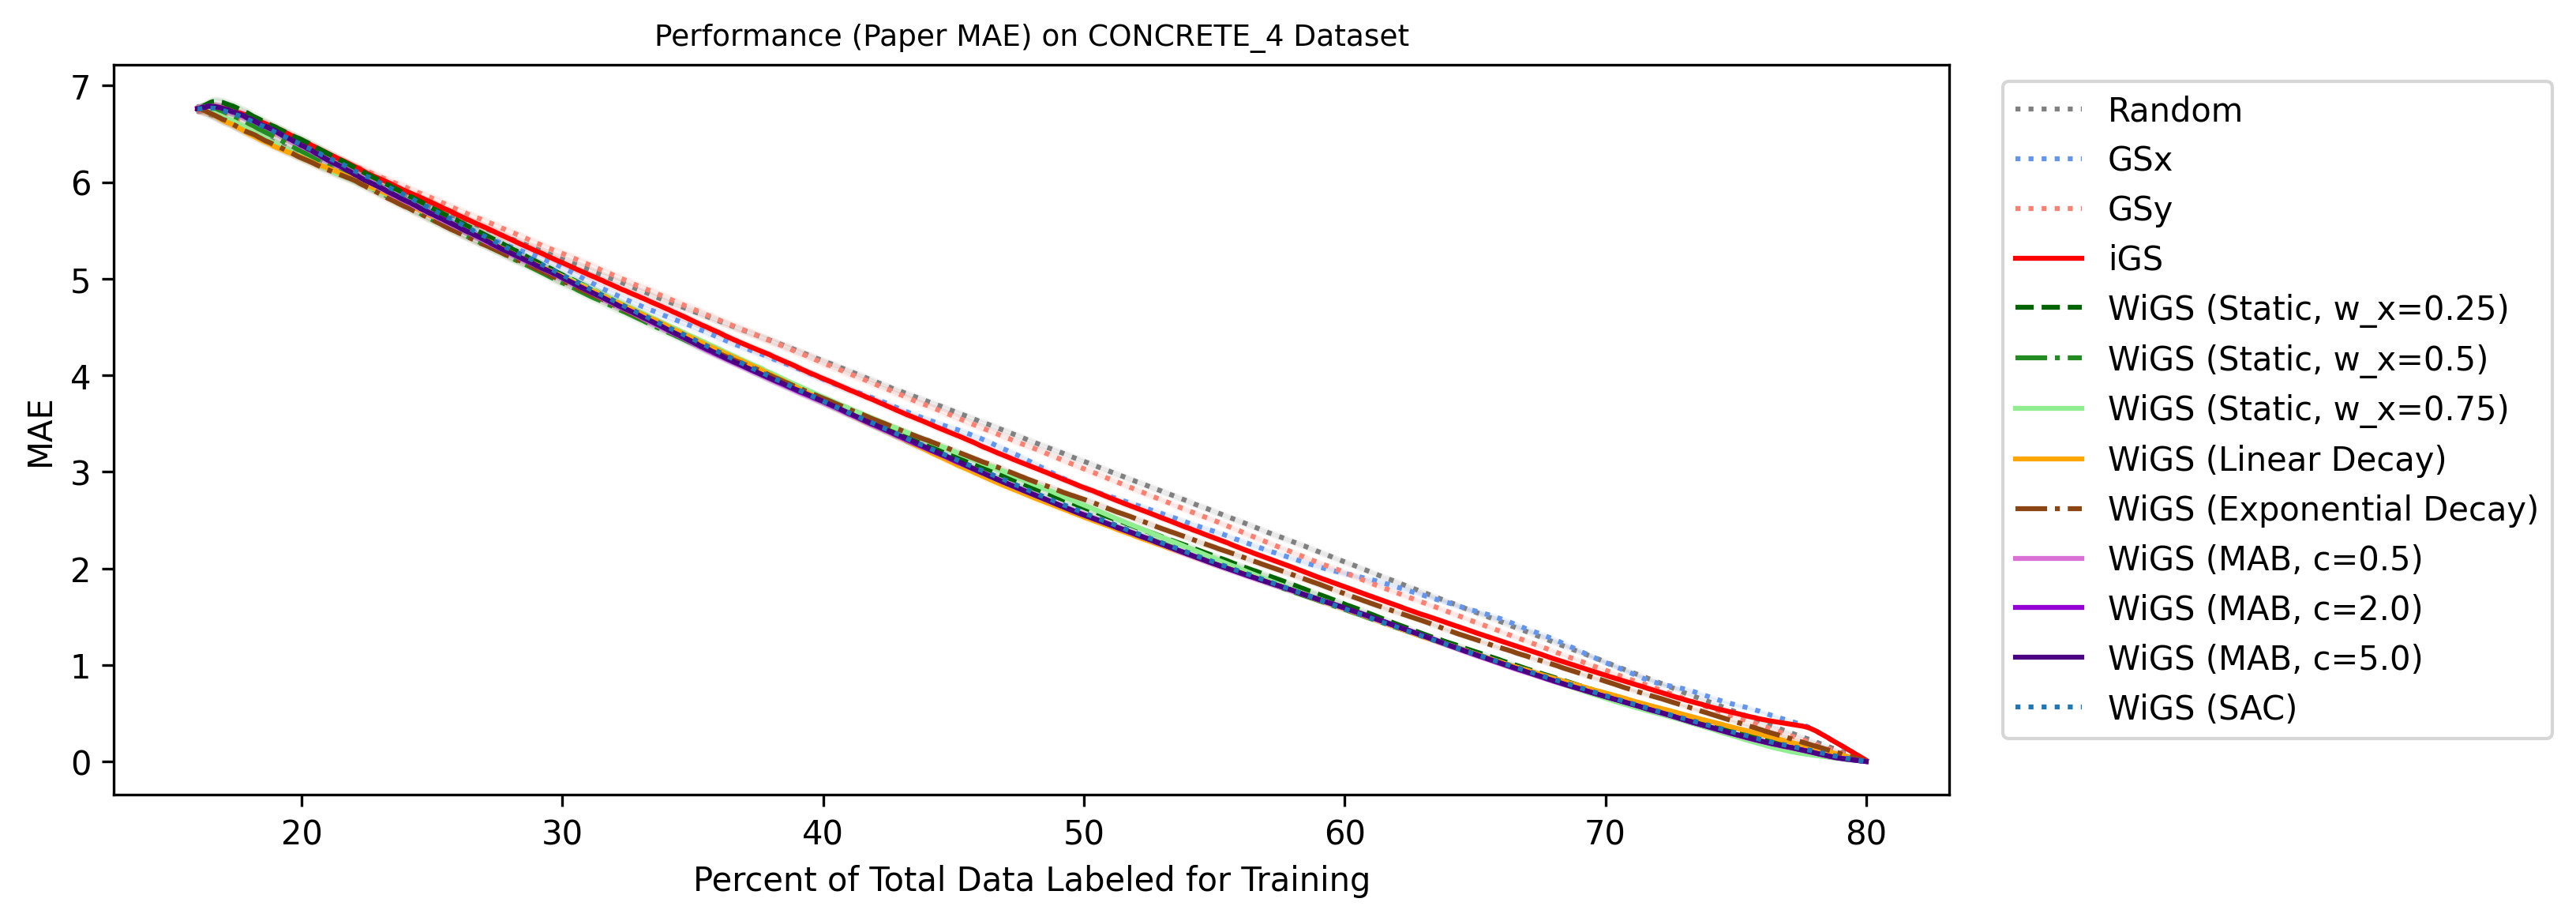 Performance (Paper MAE) on CONCRETE_4 Dataset
7
6
5
4
3
2
1
0
MAE
20 30 40 50 60 70 80
Percent of Total Data Labeled for Training
Random
GSx
GSy
iGS
WiGS (Static, w_x=0.25)
WiGS (Static, w_x=0.5)
WiGS (Static, w_x=0.75)
WiGS (Linear Decay)
WiGS (Exponential Decay)
WiGS (MAB, c=0.5)
WiGS (MAB, c=2.0)
WiGS (MAB, c=5.0)
WiGS (SAC)